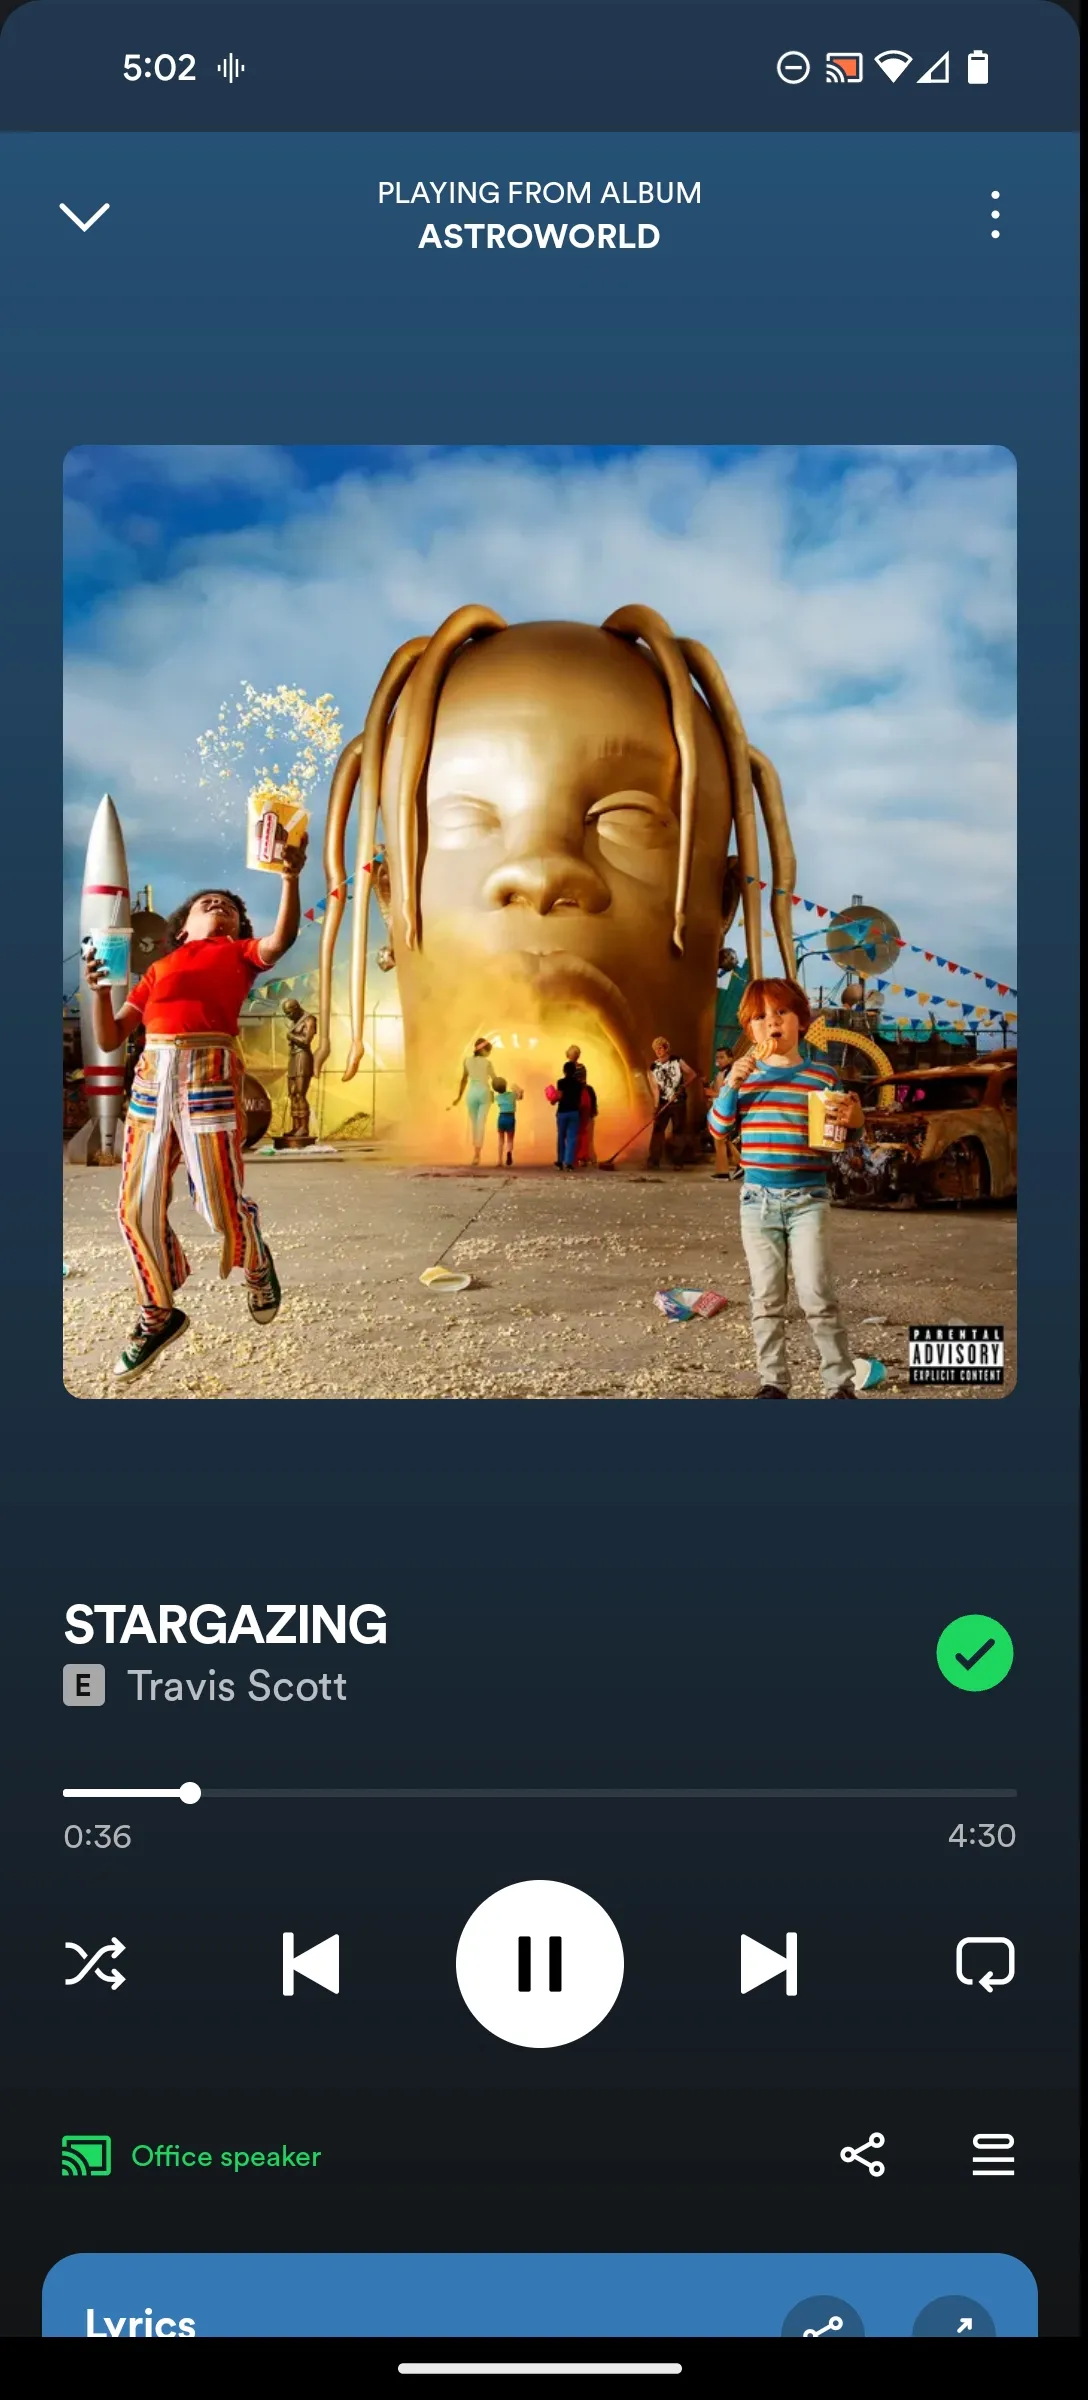 5:02
PLAYING FROM ALBUM
ASTROWORLD
PARENTAL
ADVISORY
EXPLICIT CONTENT
STARGAZING
E Travis Scott
0:36
4:30
Office speaker
Lyrics